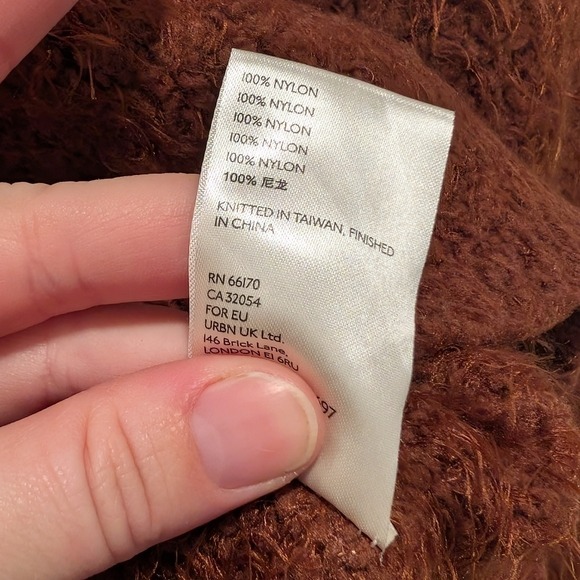 100% NYLON
100% NYLON
100% NYLON
100% NYLON
100% NYLON
100% 尼龙
KNITTED IN TAIWAN, FINISHED
IN CHINA
RN 66170
CA 32054
FOR EU
URBN UK Ltd.
146 Brick Lane,
LONDON E1 6RU
597